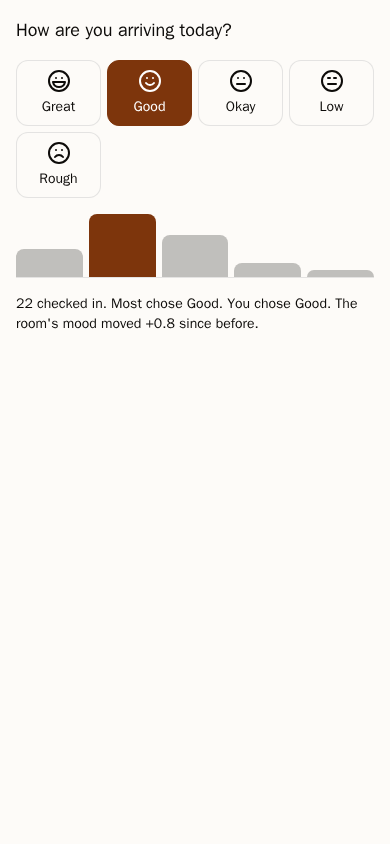 How are you arriving today?
Great
Good
Okay
Low
Rough
22 checked in. Most chose Good. You chose Good. The
room's mood moved +0.8 since before.